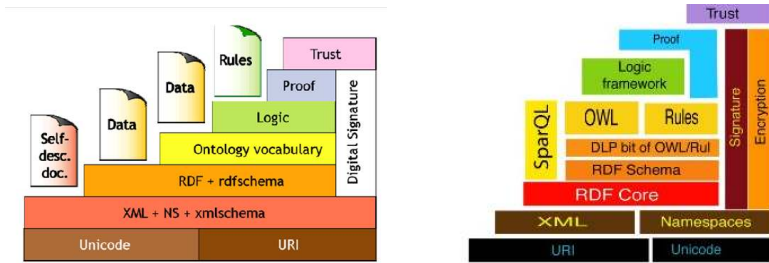 Trust
Rules
Proof
Data
Logic
Data
Ontology vocabulary
Self-
desc.
doc.
RDF + rdfschema
Digital Signature
XML + NS + xmlschema
Unicode
URI
Trust
Proof
Logic
framework
SparQL
OWL
Rules
DLP bit of OWL/Rul
RDF Schema
RDF Core
Signature
Encryption
XML
Namespaces
URI
Unicode